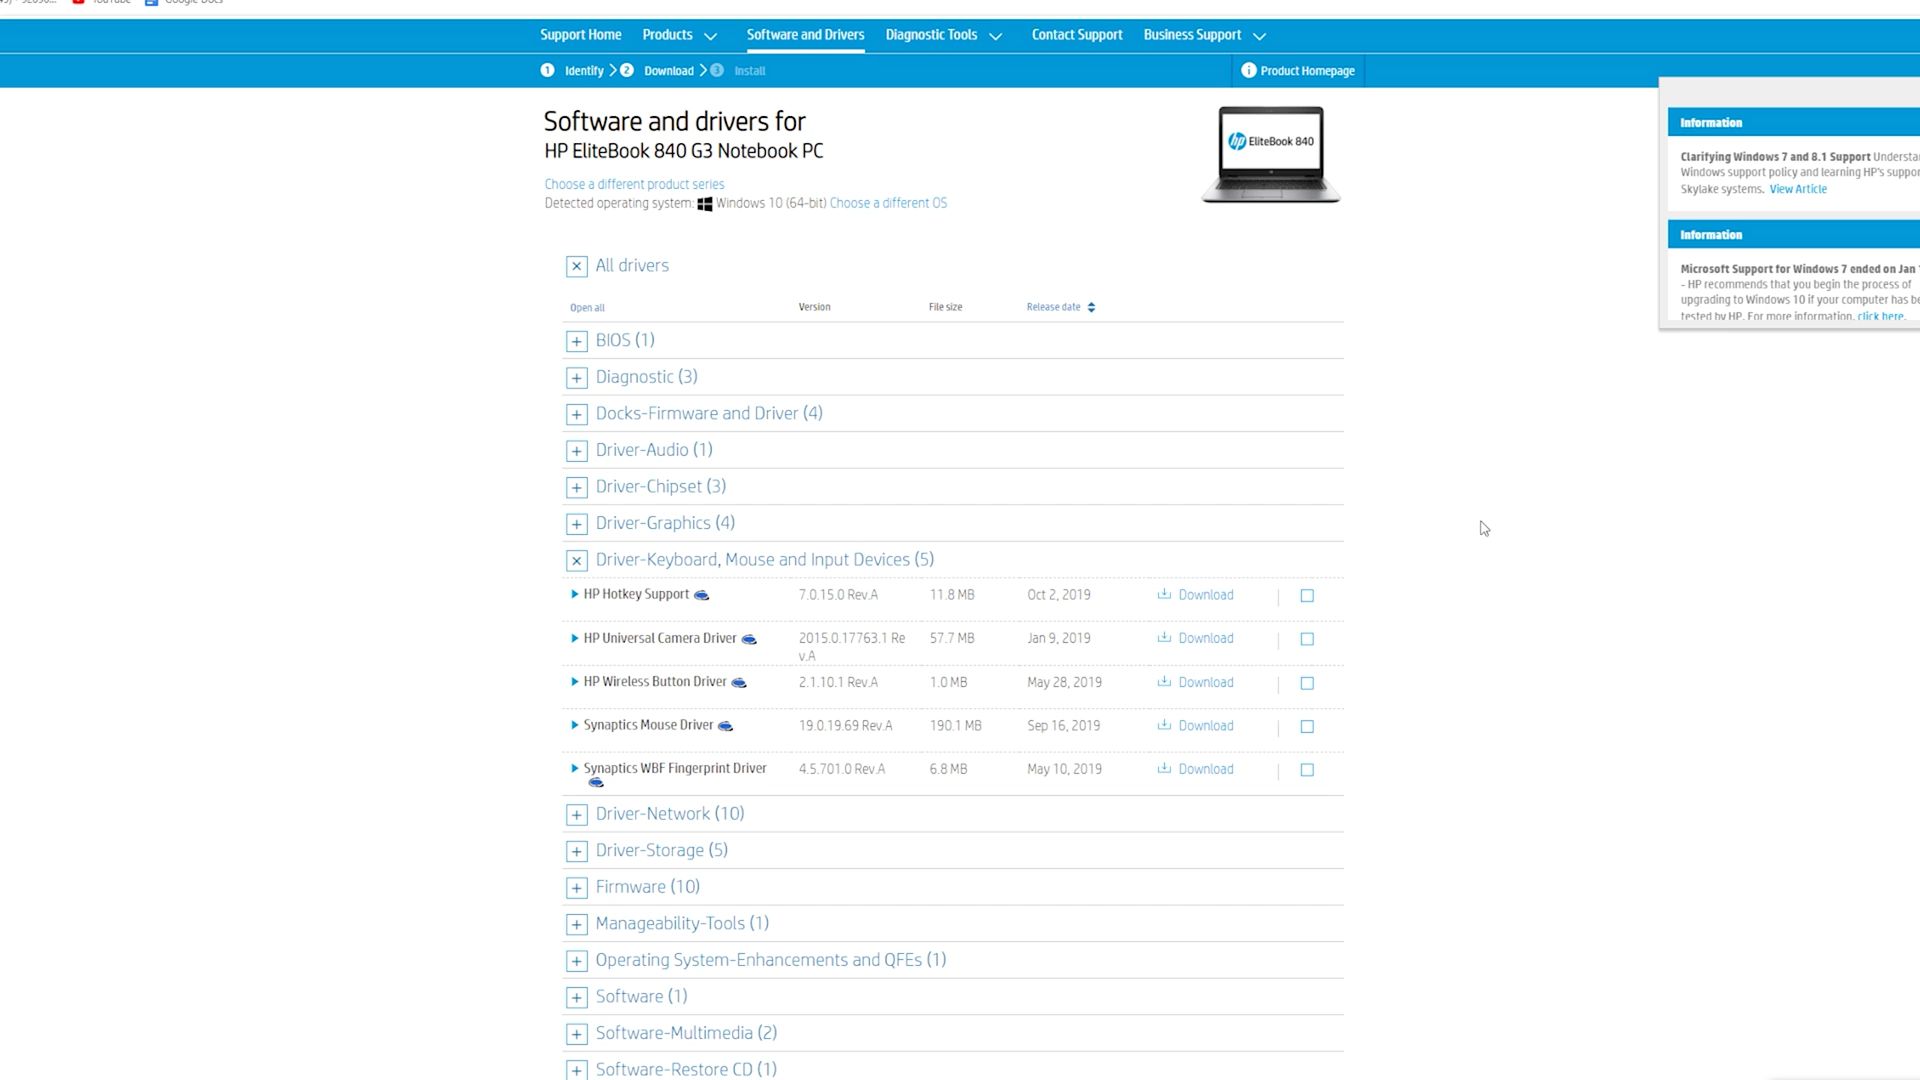 YouTube Google Docs
Support Home Products Software and Drivers Diagnostic Tools Contact Support Business Support
1 Identify 2 Download 3 Install Product Homepage
Software and drivers for
HP EliteBook 840 G3 Notebook PC
hp EliteBook 840
Choose a different product series
Detected operating system: Windows 10 (64-bit) Choose a different OS
Information
Clarifying Windows 7 and 8.1 Support Understa
Windows support policy and learning HP's suppor
Skylake systems. View Article
Information
Microsoft Support for Windows 7 ended on Jan
- HP recommends that you begin the process of
upgrading to Windows 10 if your computer has be
tested by HP. For more information, click here.
All drivers
Open all Version File size Release date
BIOS (1)
Diagnostic (3)
Docks-Firmware and Driver (4)
Driver-Audio (1)
Driver-Chipset (3)
Driver-Graphics (4)
Driver-Keyboard, Mouse and Input Devices (5)
HP Hotkey Support 7.0.15.0 Rev.A 11.8 MB Oct 2, 2019 Download
HP Universal Camera Driver 2015.0.17763.1 Re 57.7 MB Jan 9, 2019 Download
v.A
HP Wireless Button Driver 2.1.10.1 Rev.A 1.0 MB May 28, 2019 Download
Synaptics Mouse Driver 19.0.19.69 Rev.A 190.1 MB Sep 16, 2019 Download
Synaptics WBF Fingerprint Driver 4.5.701.0 Rev.A 6.8 MB May 10, 2019 Download
Driver-Network (10)
Driver-Storage (5)
Firmware (10)
Manageability-Tools (1)
Operating System-Enhancements and QFEs (1)
Software (1)
Software-Multimedia (2)
Software-Restore CD (1)